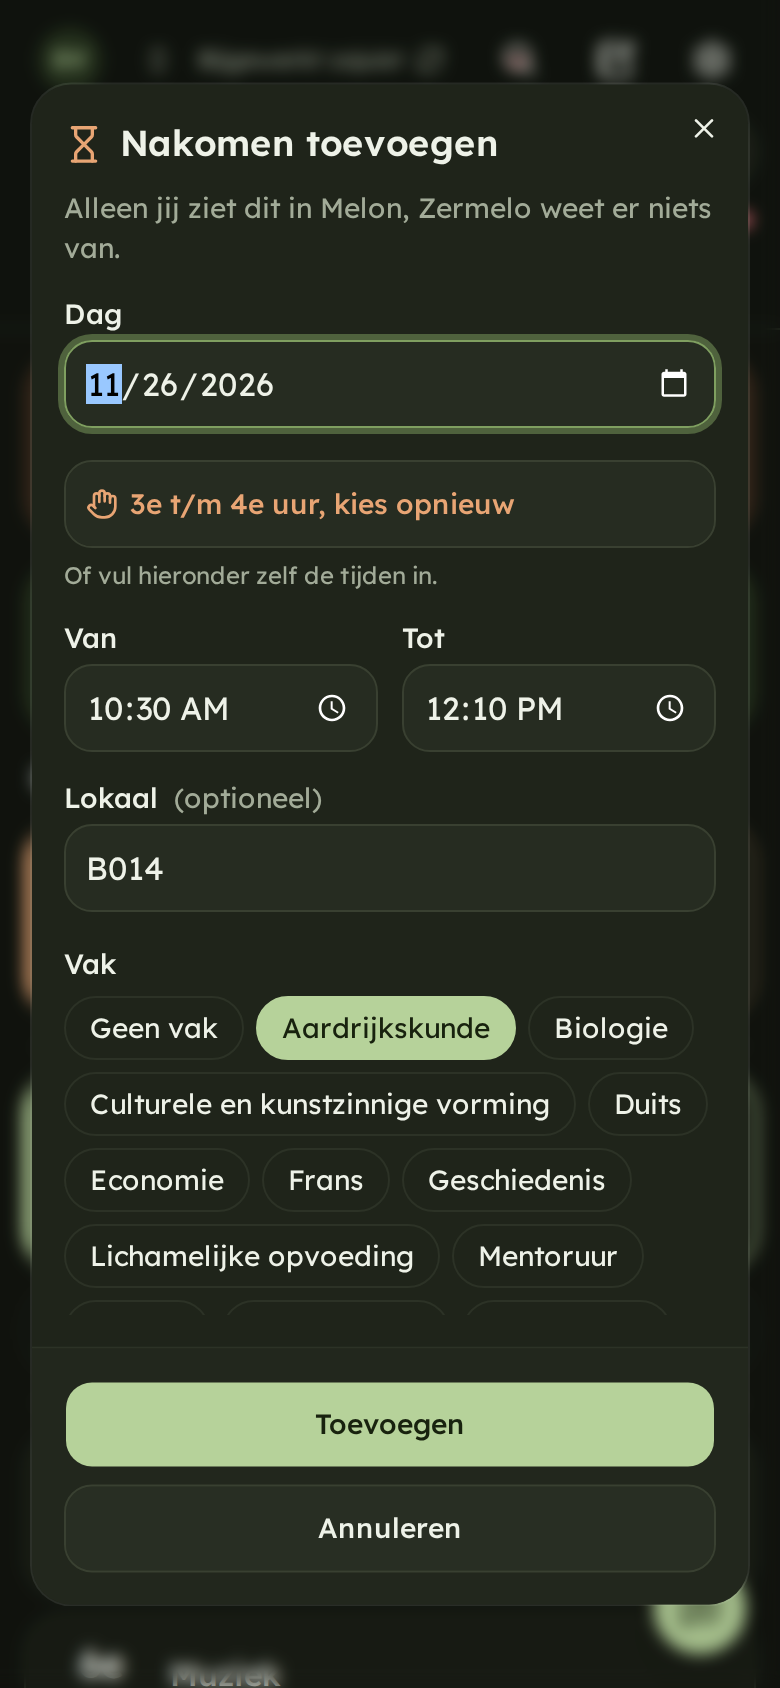 Nakomen toevoegen
Alleen jij ziet dit in Melon, Zermelo weet er niets
van.
Dag
11/26/2026
3e t/m 4e uur, kies opnieuw
Of vul hieronder zelf de tijden in.
Van Tot
10:30 AM 12:10 PM
Lokaal (optioneel)
B014
Vak
Geen vak Aardrijkskunde Biologie
Culturele en kunstzinnige vorming Duits
Economie Frans Geschiedenis
Lichamelijke opvoeding Mentoruur
Toevoegen
Annuleren
Muziek